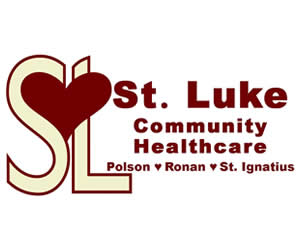 SL
St. Luke
Community
Healthcare
Polson ♥ Ronan ♥ St. Ignatius